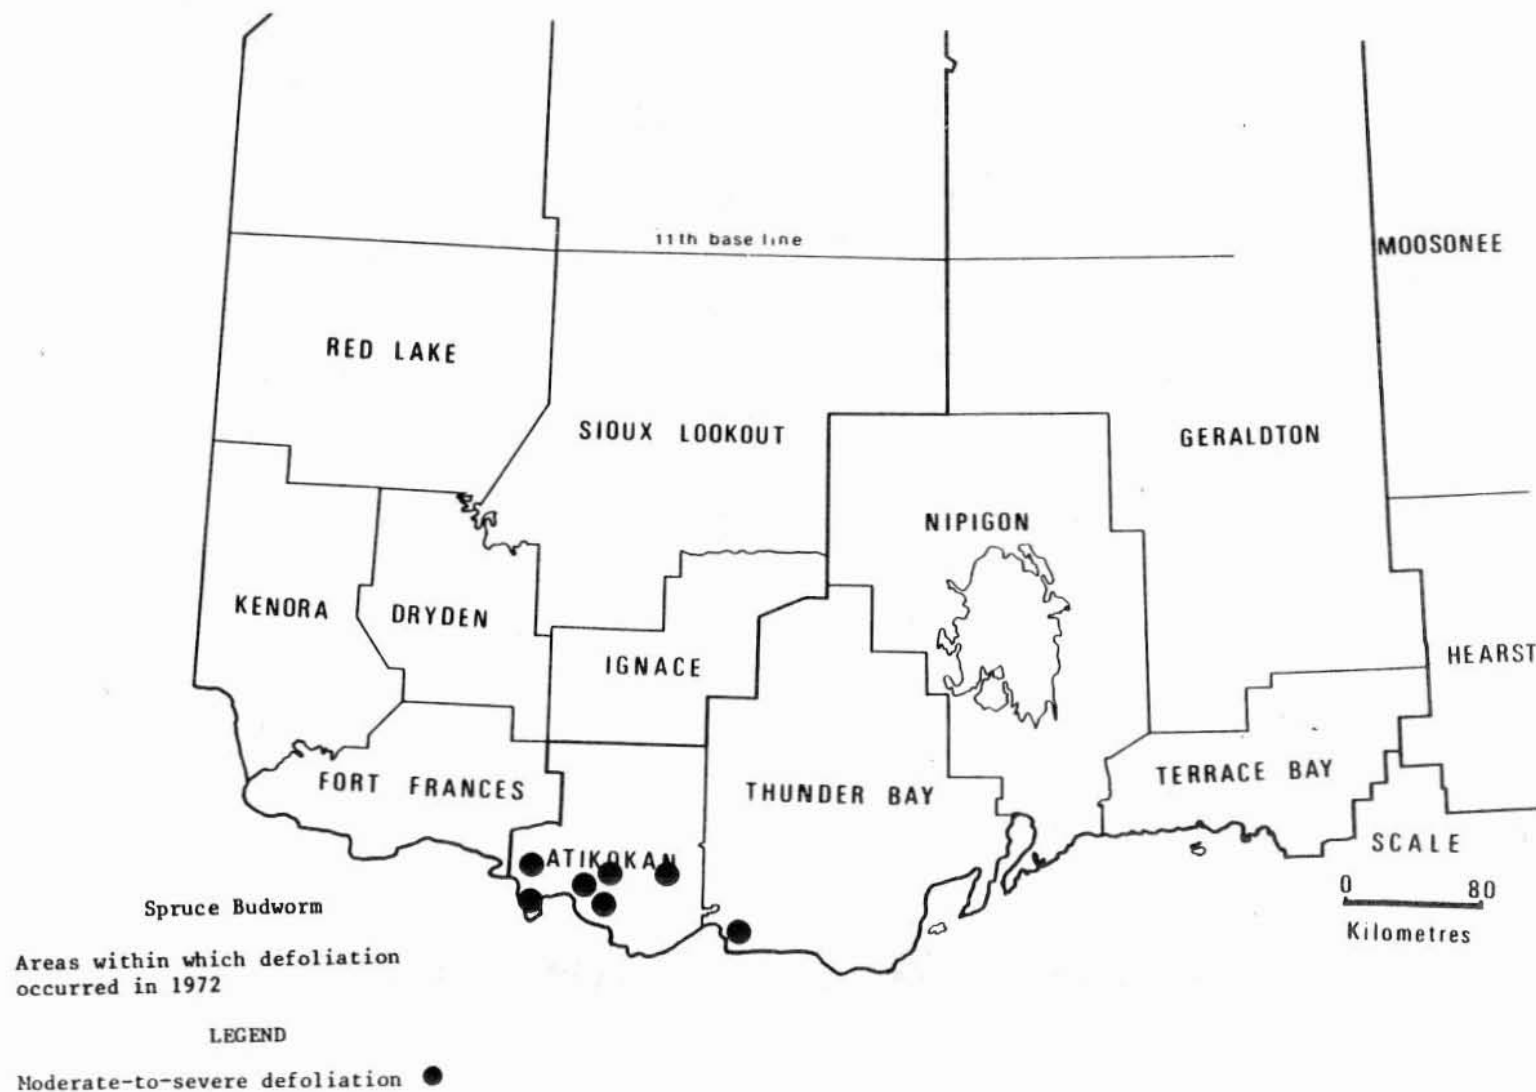 11th base line
MOOSONEE
RED LAKE
SIOUX LOOKOUT
GERALDTON
NIPIGON
KENORA
DRYDEN
IGNACE
HEARST
FORT FRANCES
THUNDER BAY
TERRACE BAY
ATIKOKAN
SCALE
0 80
Kilometres
Spruce Budworm
Areas within which defoliation
occurred in 1972
LEGEND
Moderate-to-severe defoliation